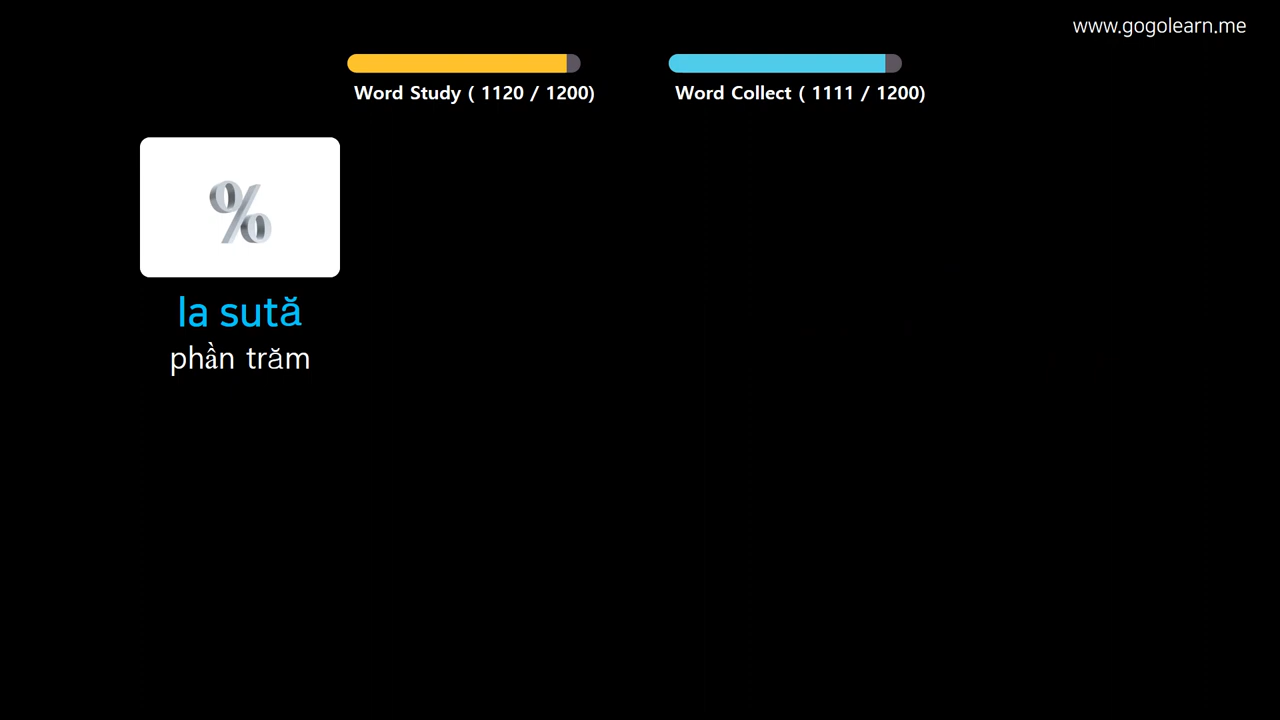 www.gogolearn.me
Word Study ( 1120 / 1200)
Word Collect ( 1111 / 1200)
%
la sută
phần trăm